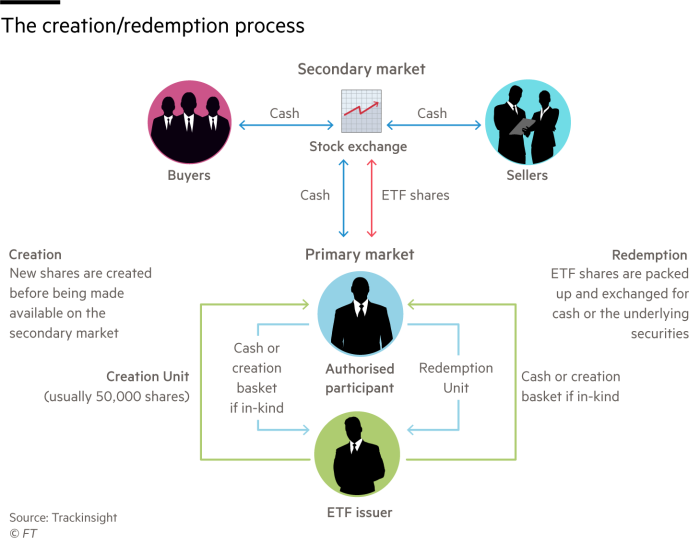 The creation/redemption process
Secondary market
Cash
Cash
Stock exchange
Buyers
Sellers
Cash
ETF shares
Creation
New shares are created
before being made
available on the
secondary market
Primary market
Redemption
ETF shares are packed
up and exchanged for
cash or the underlying
securities
Creation Unit
(usually 50,000 shares)
Cash or
creation
basket
if in-kind
Authorised
participant
Redemption
Unit
Cash or creation
basket if in-kind
ETF issuer
Source: Trackinsight
© FT